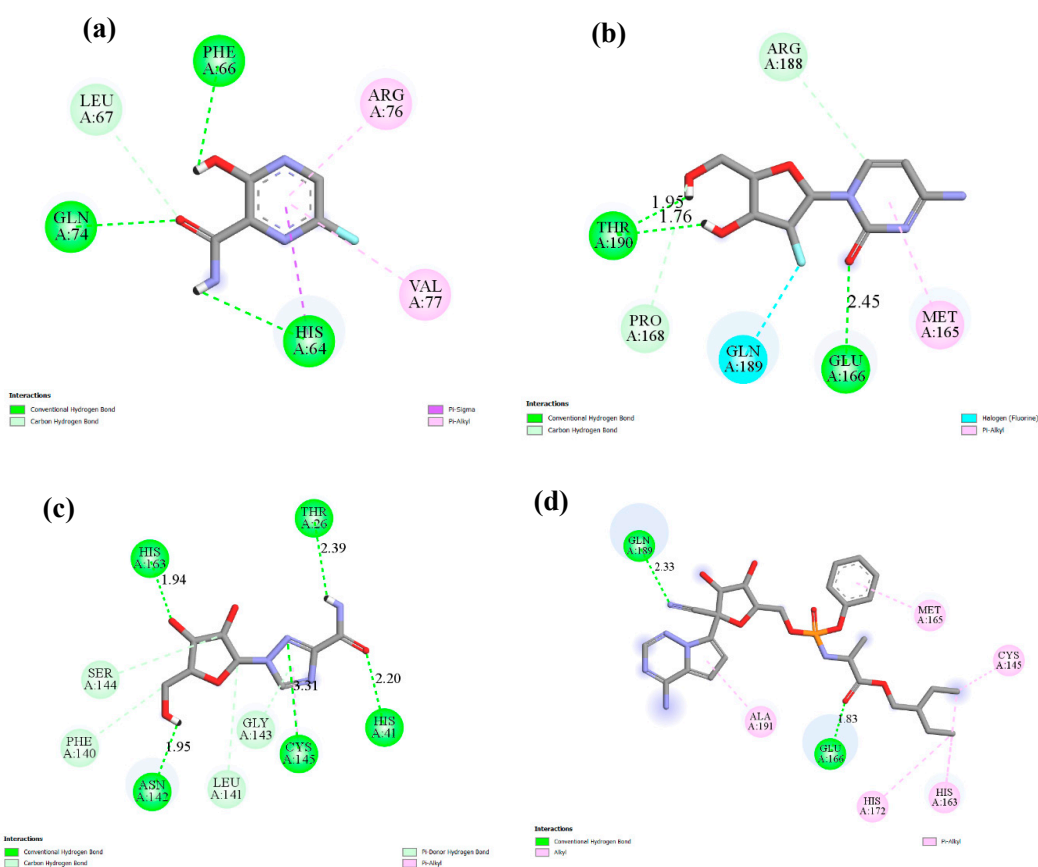 (a)
PHE
A:66
LEU
A:67
ARG
A:76
GLN
A:74
VAL
A:77
HIS
A:64
Interactions
Conventional Hydrogen Bond
Carbon Hydrogen Bond
Pi-Sigma
Pi-Alkyl
(b)
ARG
A:188
1.95
1.76
THR
A:190
2.45
PRO
A:168
GLN
A:189
GLU
A:166
MET
A:165
Interactions
Conventional Hydrogen Bond
Carbon Hydrogen Bond
Halogen (Fluorine)
Pi-Alkyl
(c)
THR
A:26
2.39
HIS
A:163
1.94
SER
A:144
3.31
2.20
PHE
A:140
GLY
A:143
HIS
A:41
1.95
CYS
A:145
ASN
A:142
LEU
A:141
Interactions
Conventional Hydrogen Bond
Carbon Hydrogen Bond
Pi-Donor Hydrogen Bond
Pi-Alkyl
(d)
GLN
A:189
2.33
MET
A:165
CYS
A:145
ALA
A:191
1.83
GLU
A:166
HIS
A:172
HIS
A:163
Interactions
Conventional Hydrogen Bond
Alkyl
Pi-Alkyl